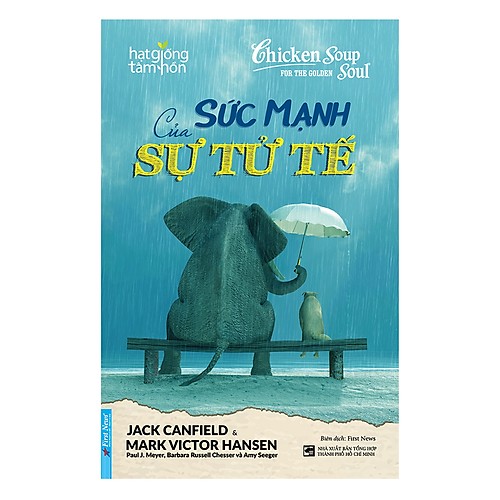 hạt giống
tâm hồn
Chicken Soup
FOR THE GOLDEN Soul
Của SỨC MẠNH
SỰ TỬ TẾ
JACK CANFIELD &
MARK VICTOR HANSEN
Paul J. Meyer, Barbara Russell Chesser và Amy Seeger
Biên dịch: First News
NHÀ XUẤT BẢN TỔNG HỢP
THÀNH PHỐ HỒ CHÍ MINH
First News